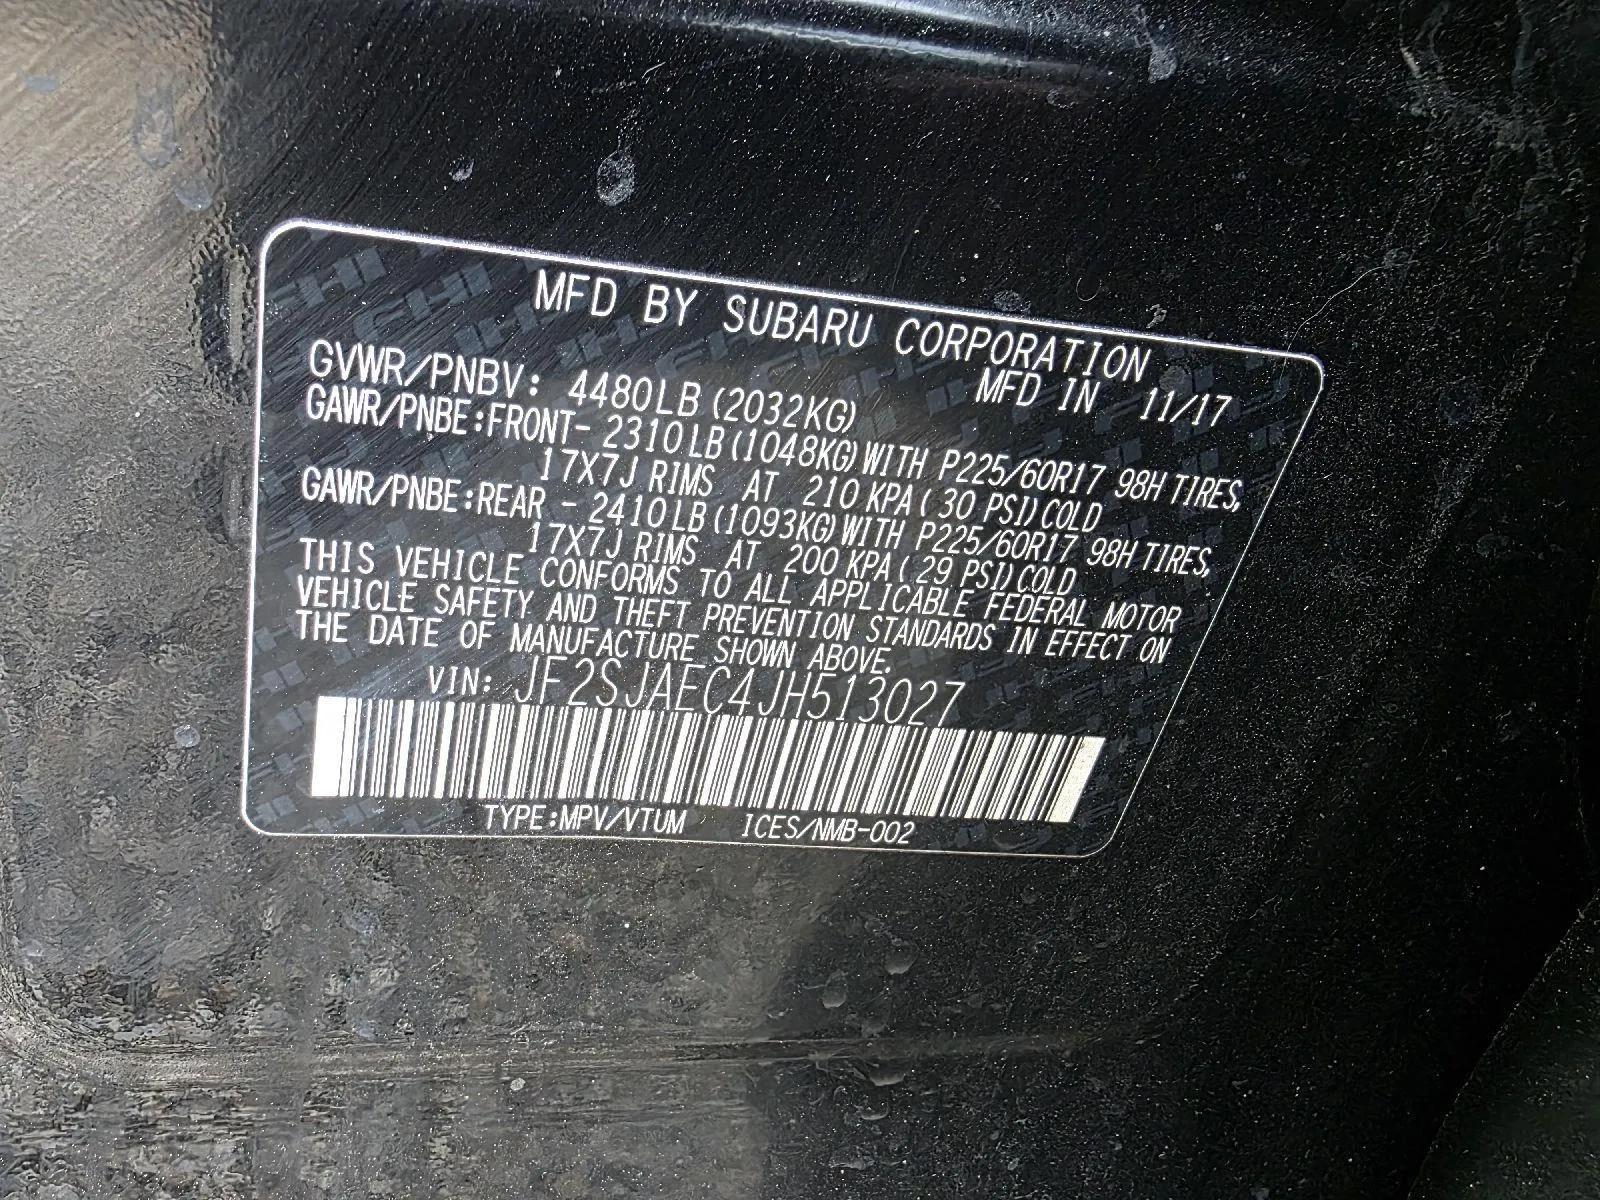 MFD BY SUBARU CORPORATION
MFD IN 11/17
GVWR/PNBV: 4480LB (2032KG)
GAWR/PNBE:FRONT- 2310LB(1048KG)WITH P225/60R17 98H TIRES,
17X7J RIMS AT 210 KPA( 30 PSI)COLD
GAWR/PNBE:REAR - 2410LB(1093KG)WITH P225/60R17 98H TIRES,
17X7J RIMS AT 200 KPA( 29 PSI)COLD
THIS VEHICLE CONFORMS TO ALL APPLICABLE FEDERAL MOTOR
VEHICLE SAFETY AND THEFT PREVENTION STANDARDS IN EFFECT ON
THE DATE OF MANUFACTURE SHOWN ABOVE.
VIN: JF2SJAEC4JH513027
TYPE:MPV/VTUM ICES/NMB-002